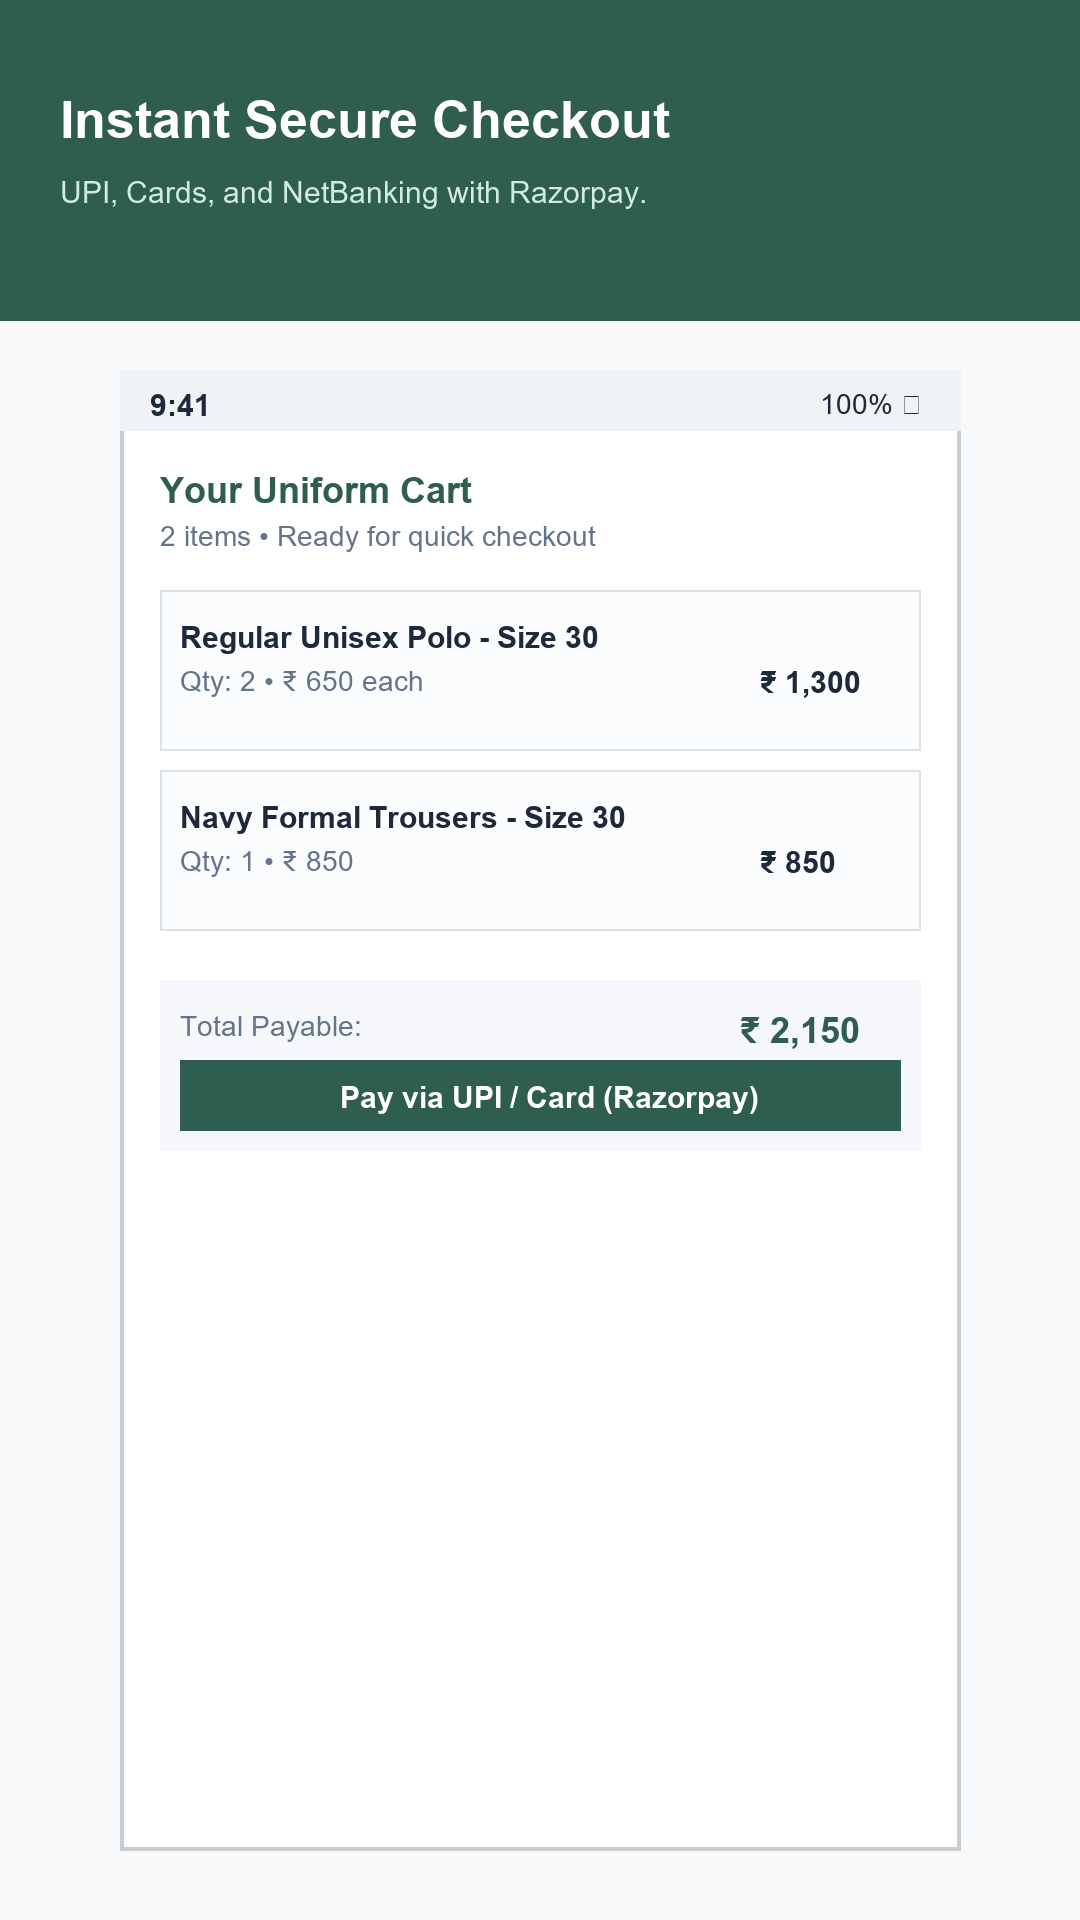 Instant Secure Checkout
UPI, Cards, and NetBanking with Razorpay.
9:41 100%
Your Uniform Cart
2 items • Ready for quick checkout
Regular Unisex Polo - Size 30
Qty: 2 • ₹ 650 each ₹ 1,300
Navy Formal Trousers - Size 30
Qty: 1 • ₹ 850 ₹ 850
Total Payable: ₹ 2,150
Pay via UPI / Card (Razorpay)